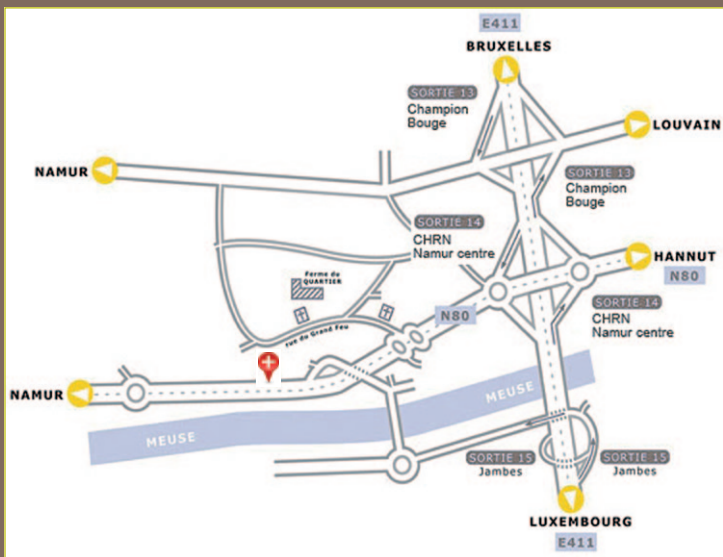 E411
BRUXELLES
SORTIE 13
Champion
Bouge
LOUVAIN
NAMUR
SORTIE 13
Champion
Bouge
SORTIE 14
CHRN
Namur centre
HANNUT
N80
Ferme du
QUARTIER
N80
SORTIE 14
CHRN
Namur centre
rue du Grand Feu
NAMUR
MEUSE
MEUSE
SORTIE 15
Jambes
SORTIE 15
Jambes
LUXEMBOURG
E411